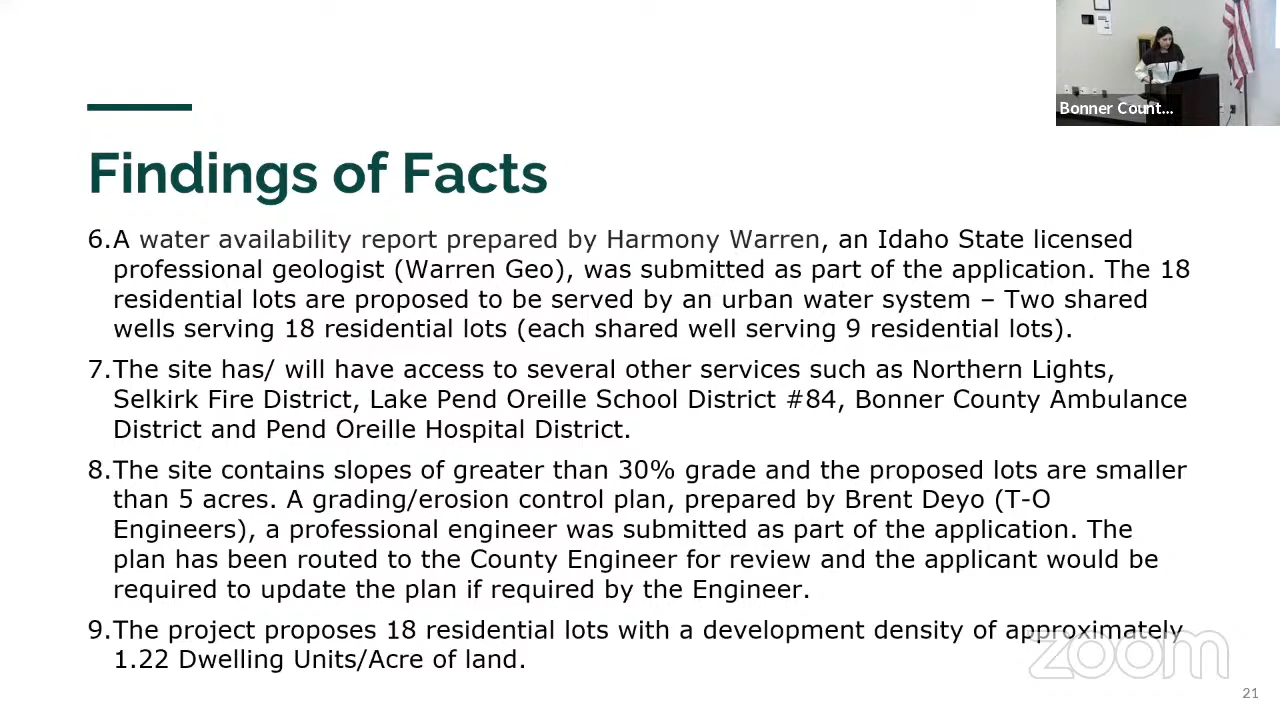 Bonner Count...
Findings of Facts
6.A water availability report prepared by Harmony Warren, an Idaho State licensed
professional geologist (Warren Geo), was submitted as part of the application. The 18
residential lots are proposed to be served by an urban water system – Two shared
wells serving 18 residential lots (each shared well serving 9 residential lots).
7.The site has/ will have access to several other services such as Northern Lights,
Selkirk Fire District, Lake Pend Oreille School District #84, Bonner County Ambulance
District and Pend Oreille Hospital District.
8.The site contains slopes of greater than 30% grade and the proposed lots are smaller
than 5 acres. A grading/erosion control plan, prepared by Brent Deyo (T-O
Engineers), a professional engineer was submitted as part of the application. The
plan has been routed to the County Engineer for review and the applicant would be
required to update the plan if required by the Engineer.
9.The project proposes 18 residential lots with a development density of approximately
1.22 Dwelling Units/Acre of land.
zoom
21